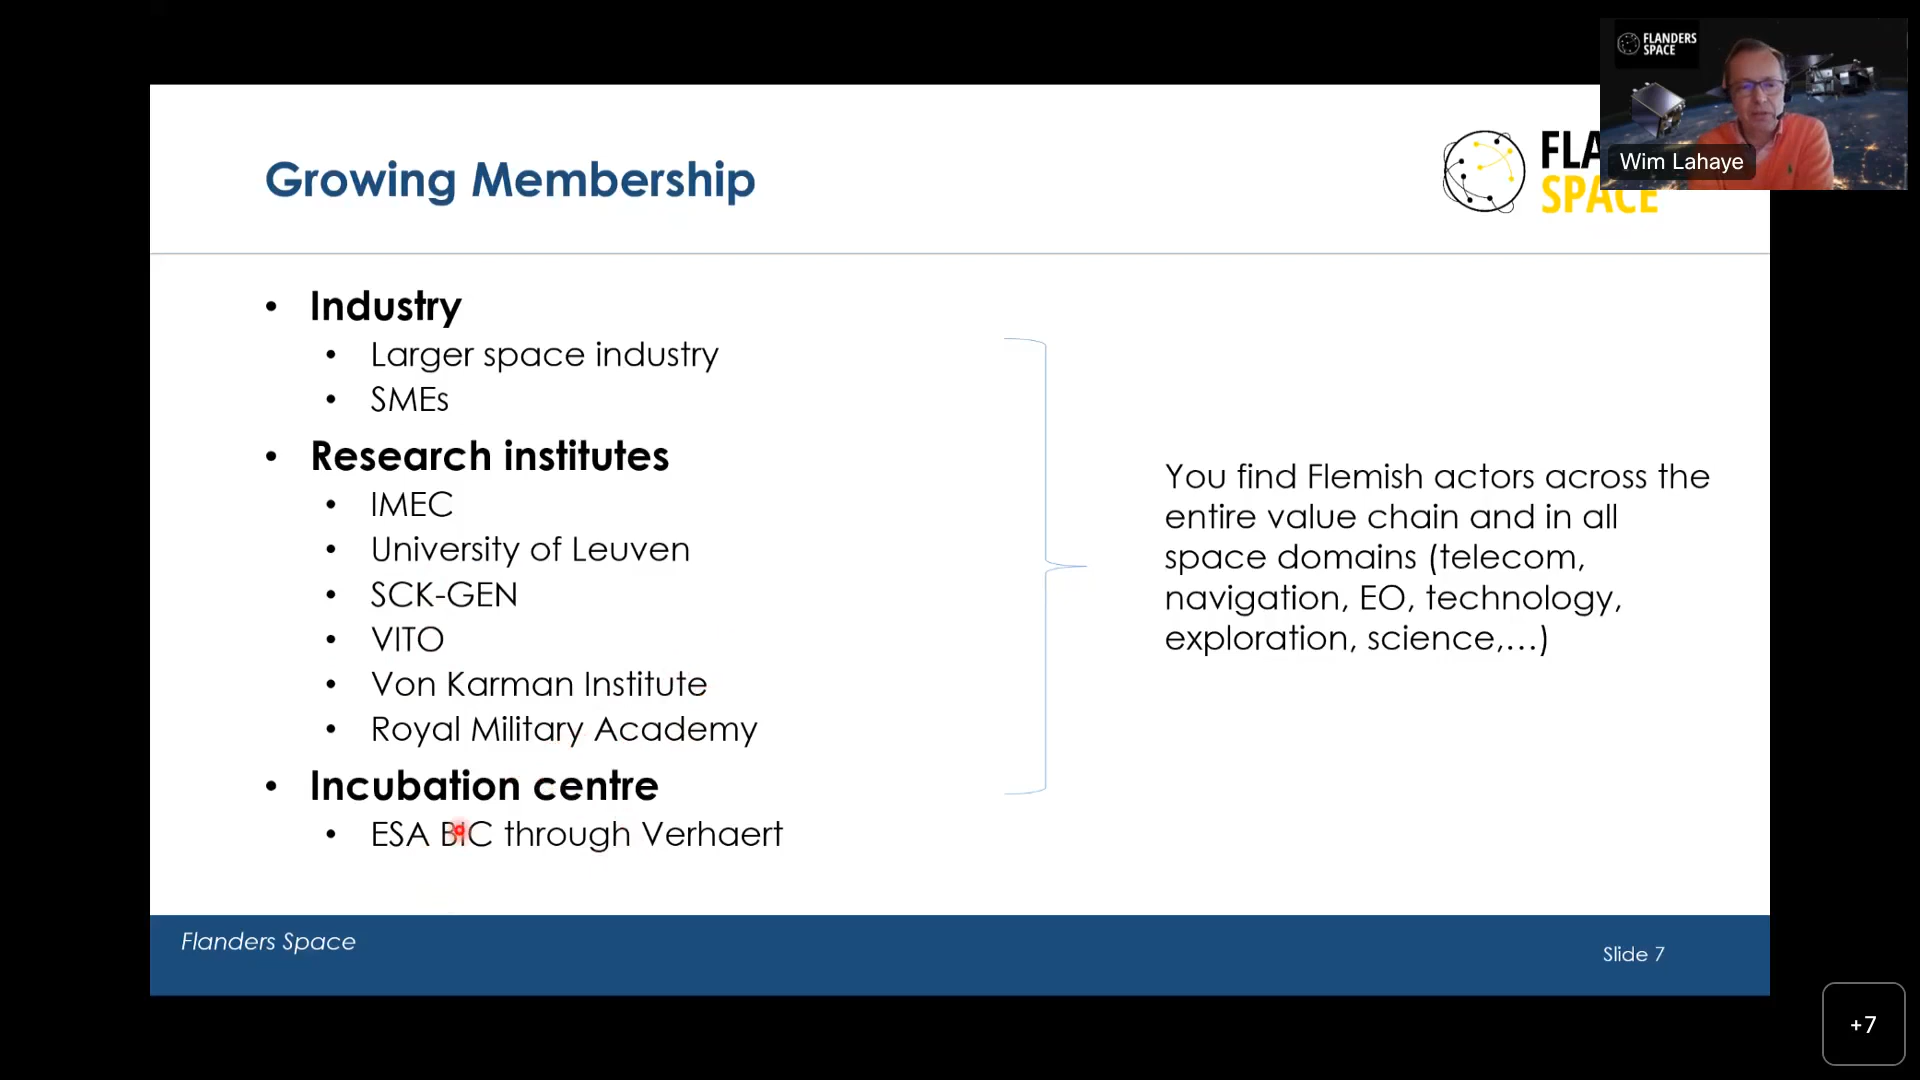 FLANDERS
SPACE
Wim Lahaye
Growing Membership
FLA
SPACE
• Industry
• Larger space industry
• SMEs
• Research institutes
• IMEC
• University of Leuven
• SCK-GEN
• VITO
• Von Karman Institute
• Royal Military Academy
• Incubation centre
• ESA BIC through Verhaert
You find Flemish actors across the
entire value chain and in all
space domains (telecom,
navigation, EO, technology,
exploration, science,…)
Flanders Space
Slide 7
+7